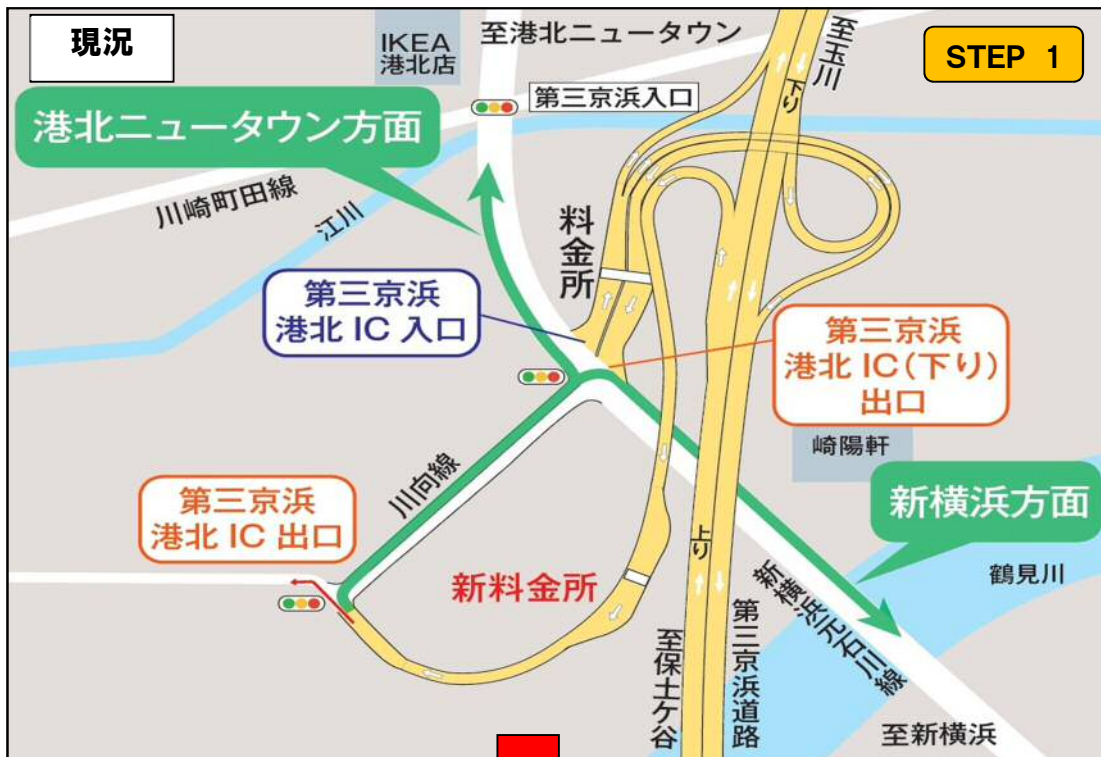 現況
IKEA
港北店
至港北ニュータウン
至玉川
STEP 1
下り
第三京浜入口
港北ニュータウン方面
川崎町田線
江川
料金所
第三京浜
港北 IC 入口
第三京浜
港北 IC(下り)
出口
崎陽軒
川向線
第三京浜
港北 IC 出口
新横浜方面
上り
新料金所
鶴見川
新横浜元石川線
第三京浜道路
至保土ケ谷
至新横浜